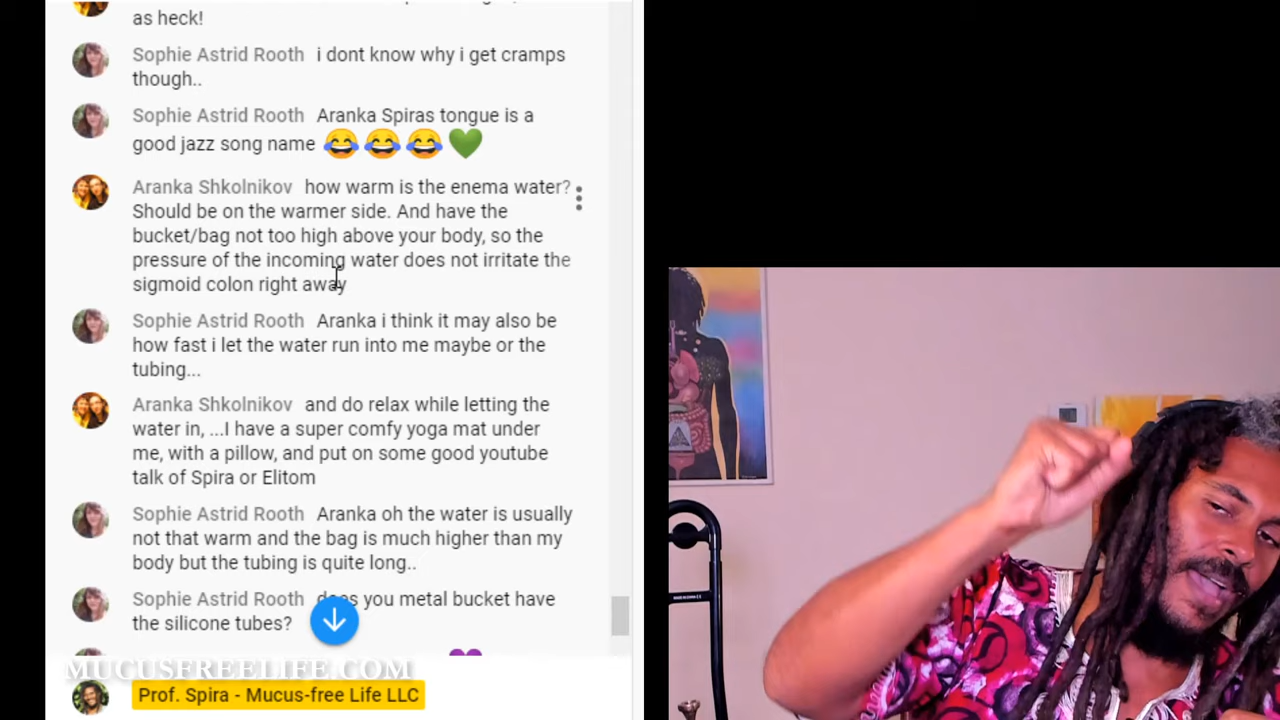 as heck!
Sophie Astrid Rooth i dont know why i get cramps
though..
Sophie Astrid Rooth Aranka Spiras tongue is a
good jazz song name 😂😂😂💚
Aranka Shkolnikov how warm is the enema water?
Should be on the warmer side. And have the
bucket/bag not too high above your body, so the
pressure of the incoming water does not irritate the
sigmoid colon right away
Sophie Astrid Rooth Aranka i think it may also be
how fast i let the water run into me maybe or the
tubing...
Aranka Shkolnikov and do relax while letting the
water in, ...I have a super comfy yoga mat under
me, with a pillow, and put on some good youtube
talk of Spira or Elitom
Sophie Astrid Rooth Aranka oh the water is usually
not that warm and the bag is much higher than my
body but the tubing is quite long..
Sophie Astrid Rooth does you metal bucket have
the silicone tubes?
MUCUSFREELIFE.COM
Prof. Spira - Mucus-free Life LLC